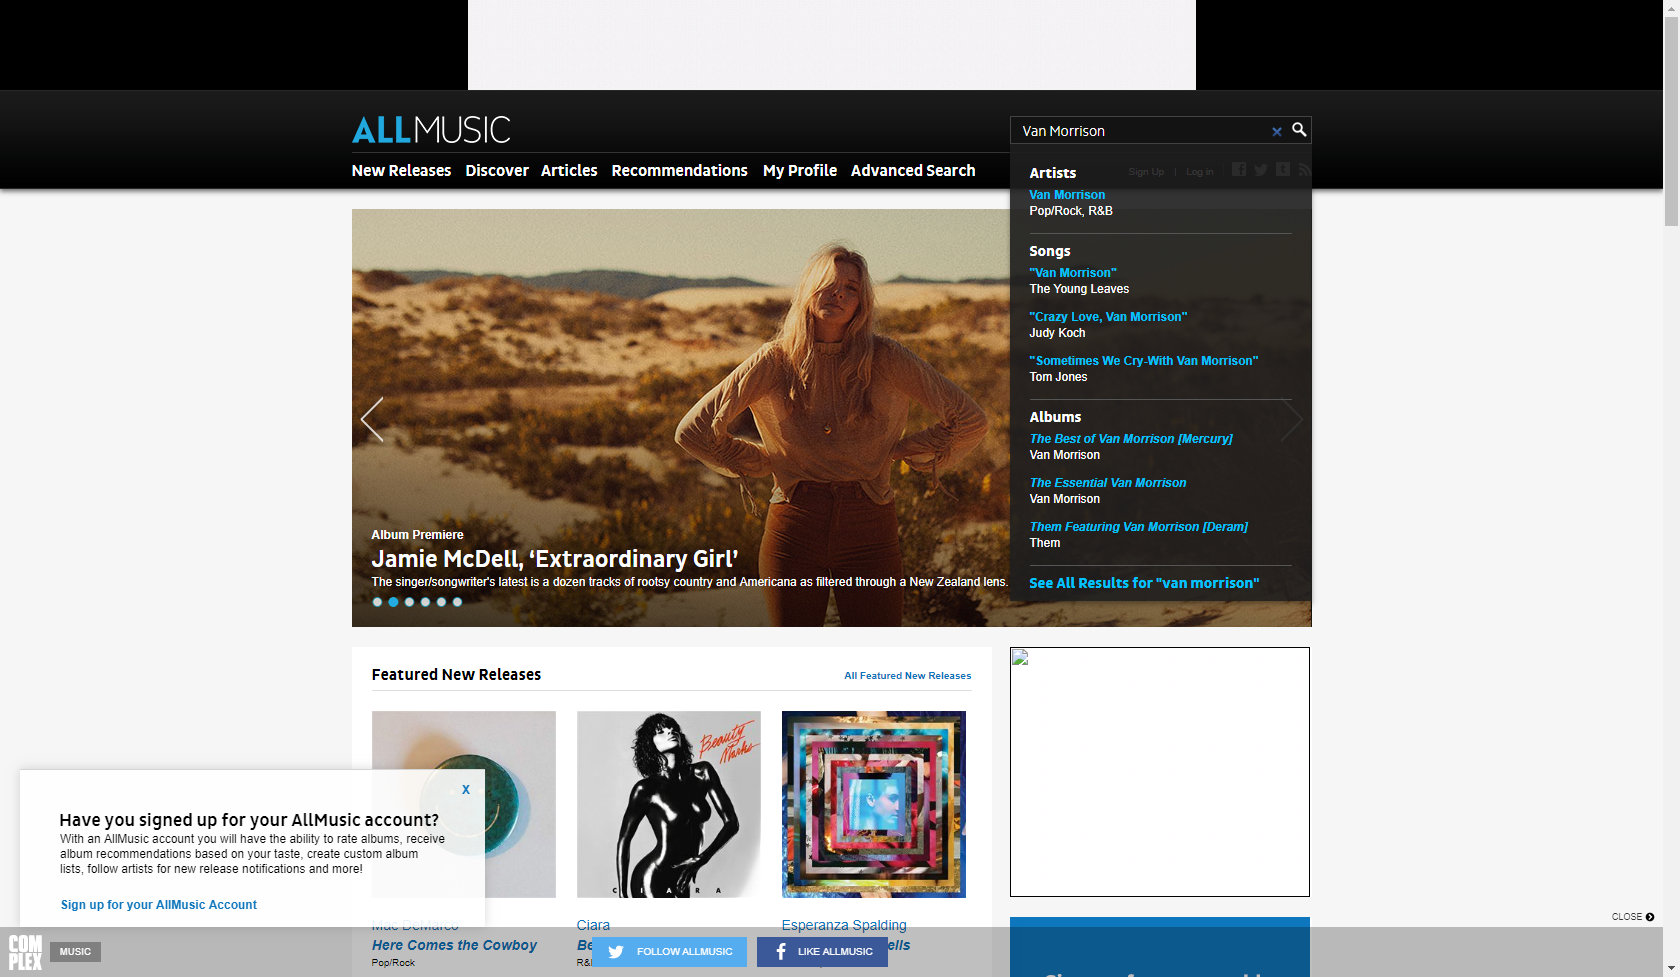 ALLMUSIC
Van Morrison
New Releases Discover Articles Recommendations My Profile Advanced Search
Sign Up | Log in
Artists
Van Morrison
Pop/Rock, R&B
Songs
"Van Morrison"
The Young Leaves
"Crazy Love, Van Morrison"
Judy Koch
"Sometimes We Cry-With Van Morrison"
Tom Jones
Albums
The Best of Van Morrison [Mercury]
Van Morrison
The Essential Van Morrison
Van Morrison
Them Featuring Van Morrison [Deram]
Them
See All Results for "van morrison"
Album Premiere
Jamie McDell, ‘Extraordinary Girl’
The singer/songwriter's latest is a dozen tracks of rootsy country and Americana as filtered through a New Zealand lens.
Featured New Releases
All Featured New Releases
Beauty Marks
CIARA
X
Have you signed up for your AllMusic account?
With an AllMusic account you will have the ability to rate albums, receive
album recommendations based on your taste, create custom album
lists, follow artists for new release notifications and more!
Sign up for your AllMusic Account
Mac DeMarco
Here Comes the Cowboy
Pop/Rock
Ciara
Be
R&
Esperanza Spalding
ells
CLOSE
COMPLEX
MUSIC
FOLLOW ALLMUSIC
LIKE ALLMUSIC